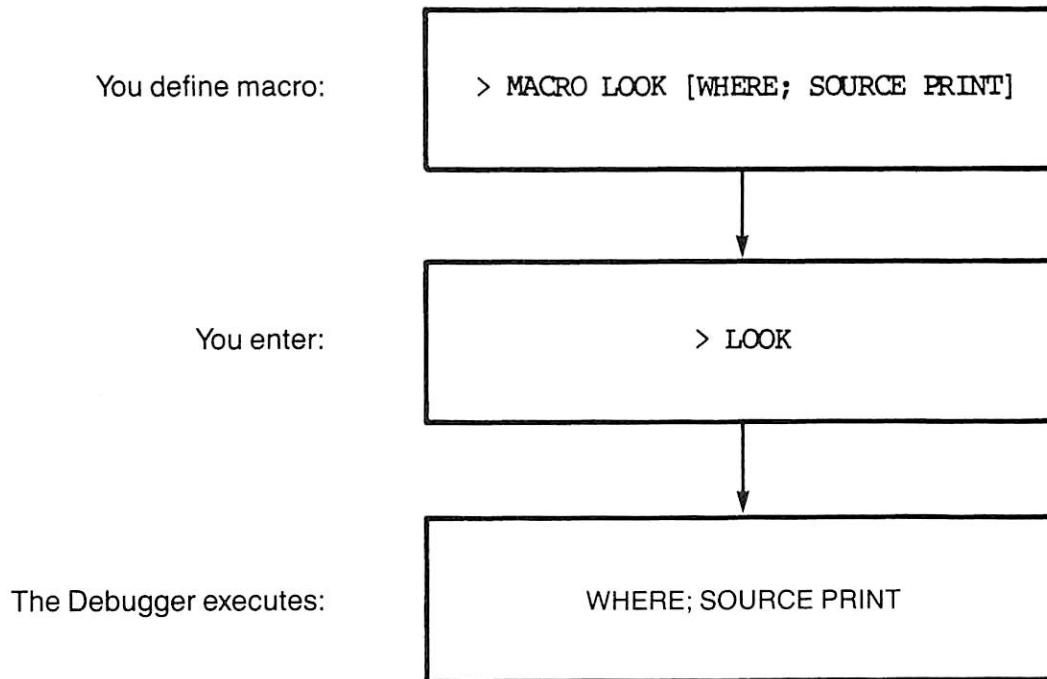 You define macro:
> MACRO LOOK [WHERE; SOURCE PRINT]
You enter:
> LOOK
The Debugger executes:
WHERE; SOURCE PRINT